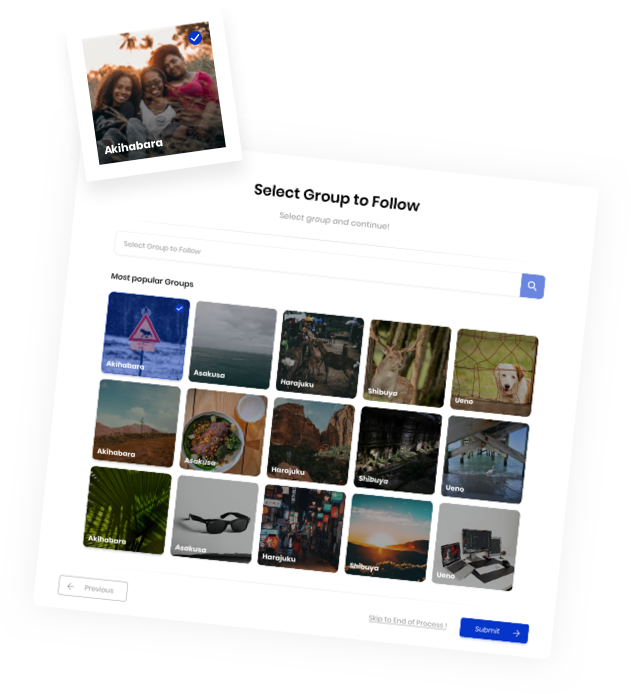 Akihabara
Select Group to Follow
Select group and continue!
Select Group to Follow
Most popular Groups
Akihabara
Asakusa
Harajuku
Shibuya
Ueno
Akihabara
Asakusa
Harajuku
Shibuya
Ueno
Akihabara
Asakusa
Harajuku
Shibuya
Ueno
Previous
Skip to End of Process !
Submit